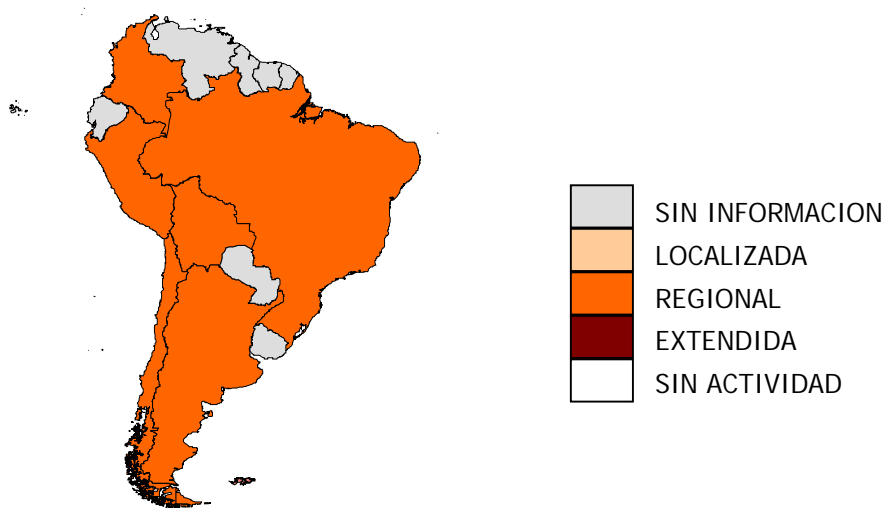 SIN INFORMACION
LOCALIZADA
REGIONAL
EXTENDIDA
SIN ACTIVIDAD